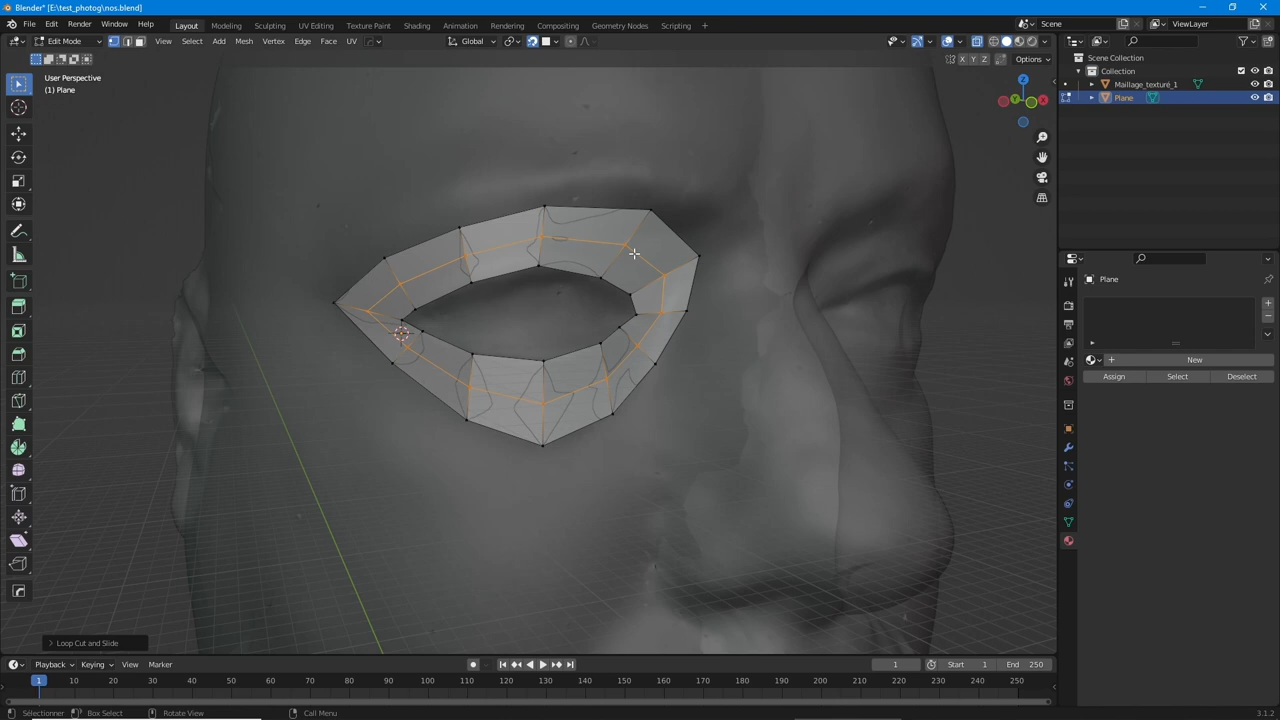 Blender* [E:\test_photog\nos.blend]
File Edit Render Window Help Layout Modeling Sculpting UV Editing Texture Paint Shading Animation Rendering Compositing Geometry Nodes Scripting + Scene ViewLayer
Edit Mode View Select Add Mesh Vertex Edge Face UV Global
X Y Z Options
User Perspective
(1) Plane
Z
Y X
Scene Collection
Collection
Maillage_texturé_1
Plane
Plane
New
Assign Select Deselect
Loop Cut and Slide
Playback Keying View Marker 1 Start 1 End 250
1 10 20 30 40 50 60 70 80 90 100 110 120 130 140 150 160 170 180 190 200 210 220 230 240 250
Sélectionner Box Select Rotate View Call Menu 3.1.2